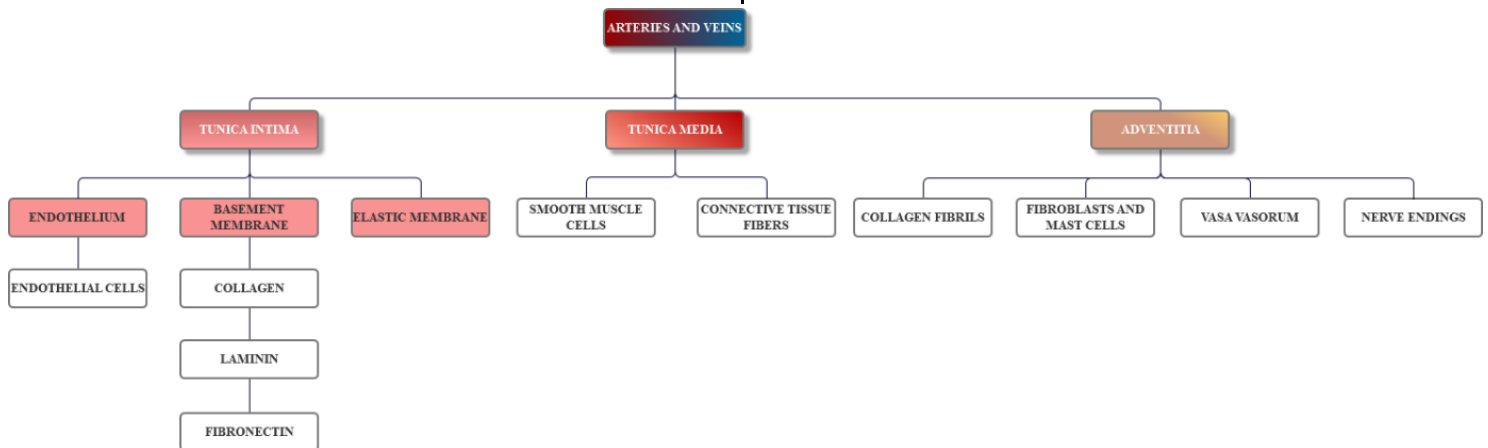 ARTERIES AND VEINS
TUNICA INTIMA
TUNICA MEDIA
ADVENTITIA
ENDOTHELIUM
BASEMENT
MEMBRANE
ELASTIC MEMBRANE
SMOOTH MUSCLE
CELLS
CONNECTIVE TISSUE
FIBERS
COLLAGEN FIBRILS
FIBROBLASTS AND
MAST CELLS
VASA VASORUM
NERVE ENDINGS
ENDOTHELIAL CELLS
COLLAGEN
LAMININ
FIBRONECTIN